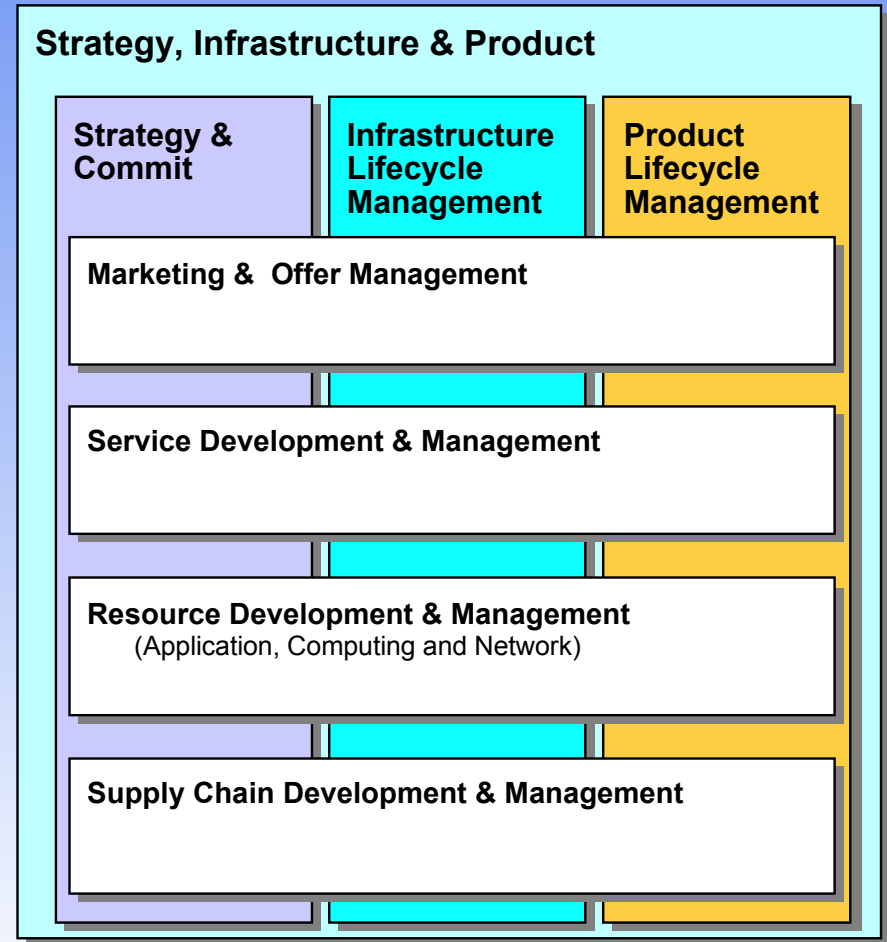 Strategy, Infrastructure & Product
Strategy &
Commit
Infrastructure
Lifecycle
Management
Product
Lifecycle
Management
Marketing &  Offer Management
Service Development & Management
Resource Development & Management
(Application, Computing and Network)
Supply Chain Development & Management